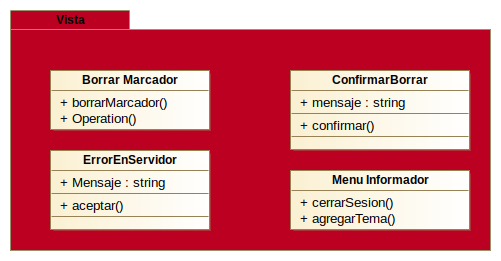 Vista
Borrar Marcador
+ borrarMarcador()
+ Operation()
ConfirmarBorrar
+ mensaje : string
+ confirmar()
ErrorEnServidor
+ Mensaje : string
+ aceptar()
Menu Informador
+ cerrarSesion()
+ agregarTema()